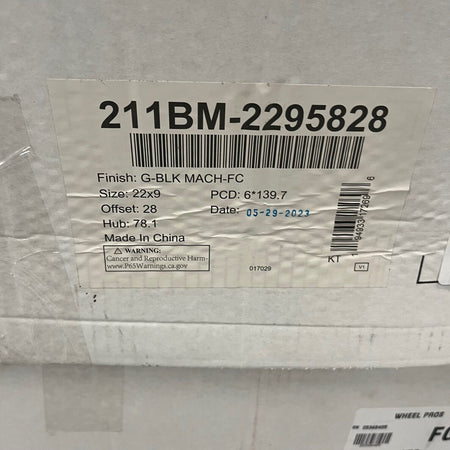 211BM-2295828
Finish: G-BLK MACH-FC
Size: 22x9 PCD: 6*139.7
Offset: 28 Date: 05-29-2023
Hub: 78.1
Made In China
⚠ WARNING:
Cancer and Reproductive Harm-
www.P65Warnings.ca.gov
017029
KT
V1
WHEEL PROS